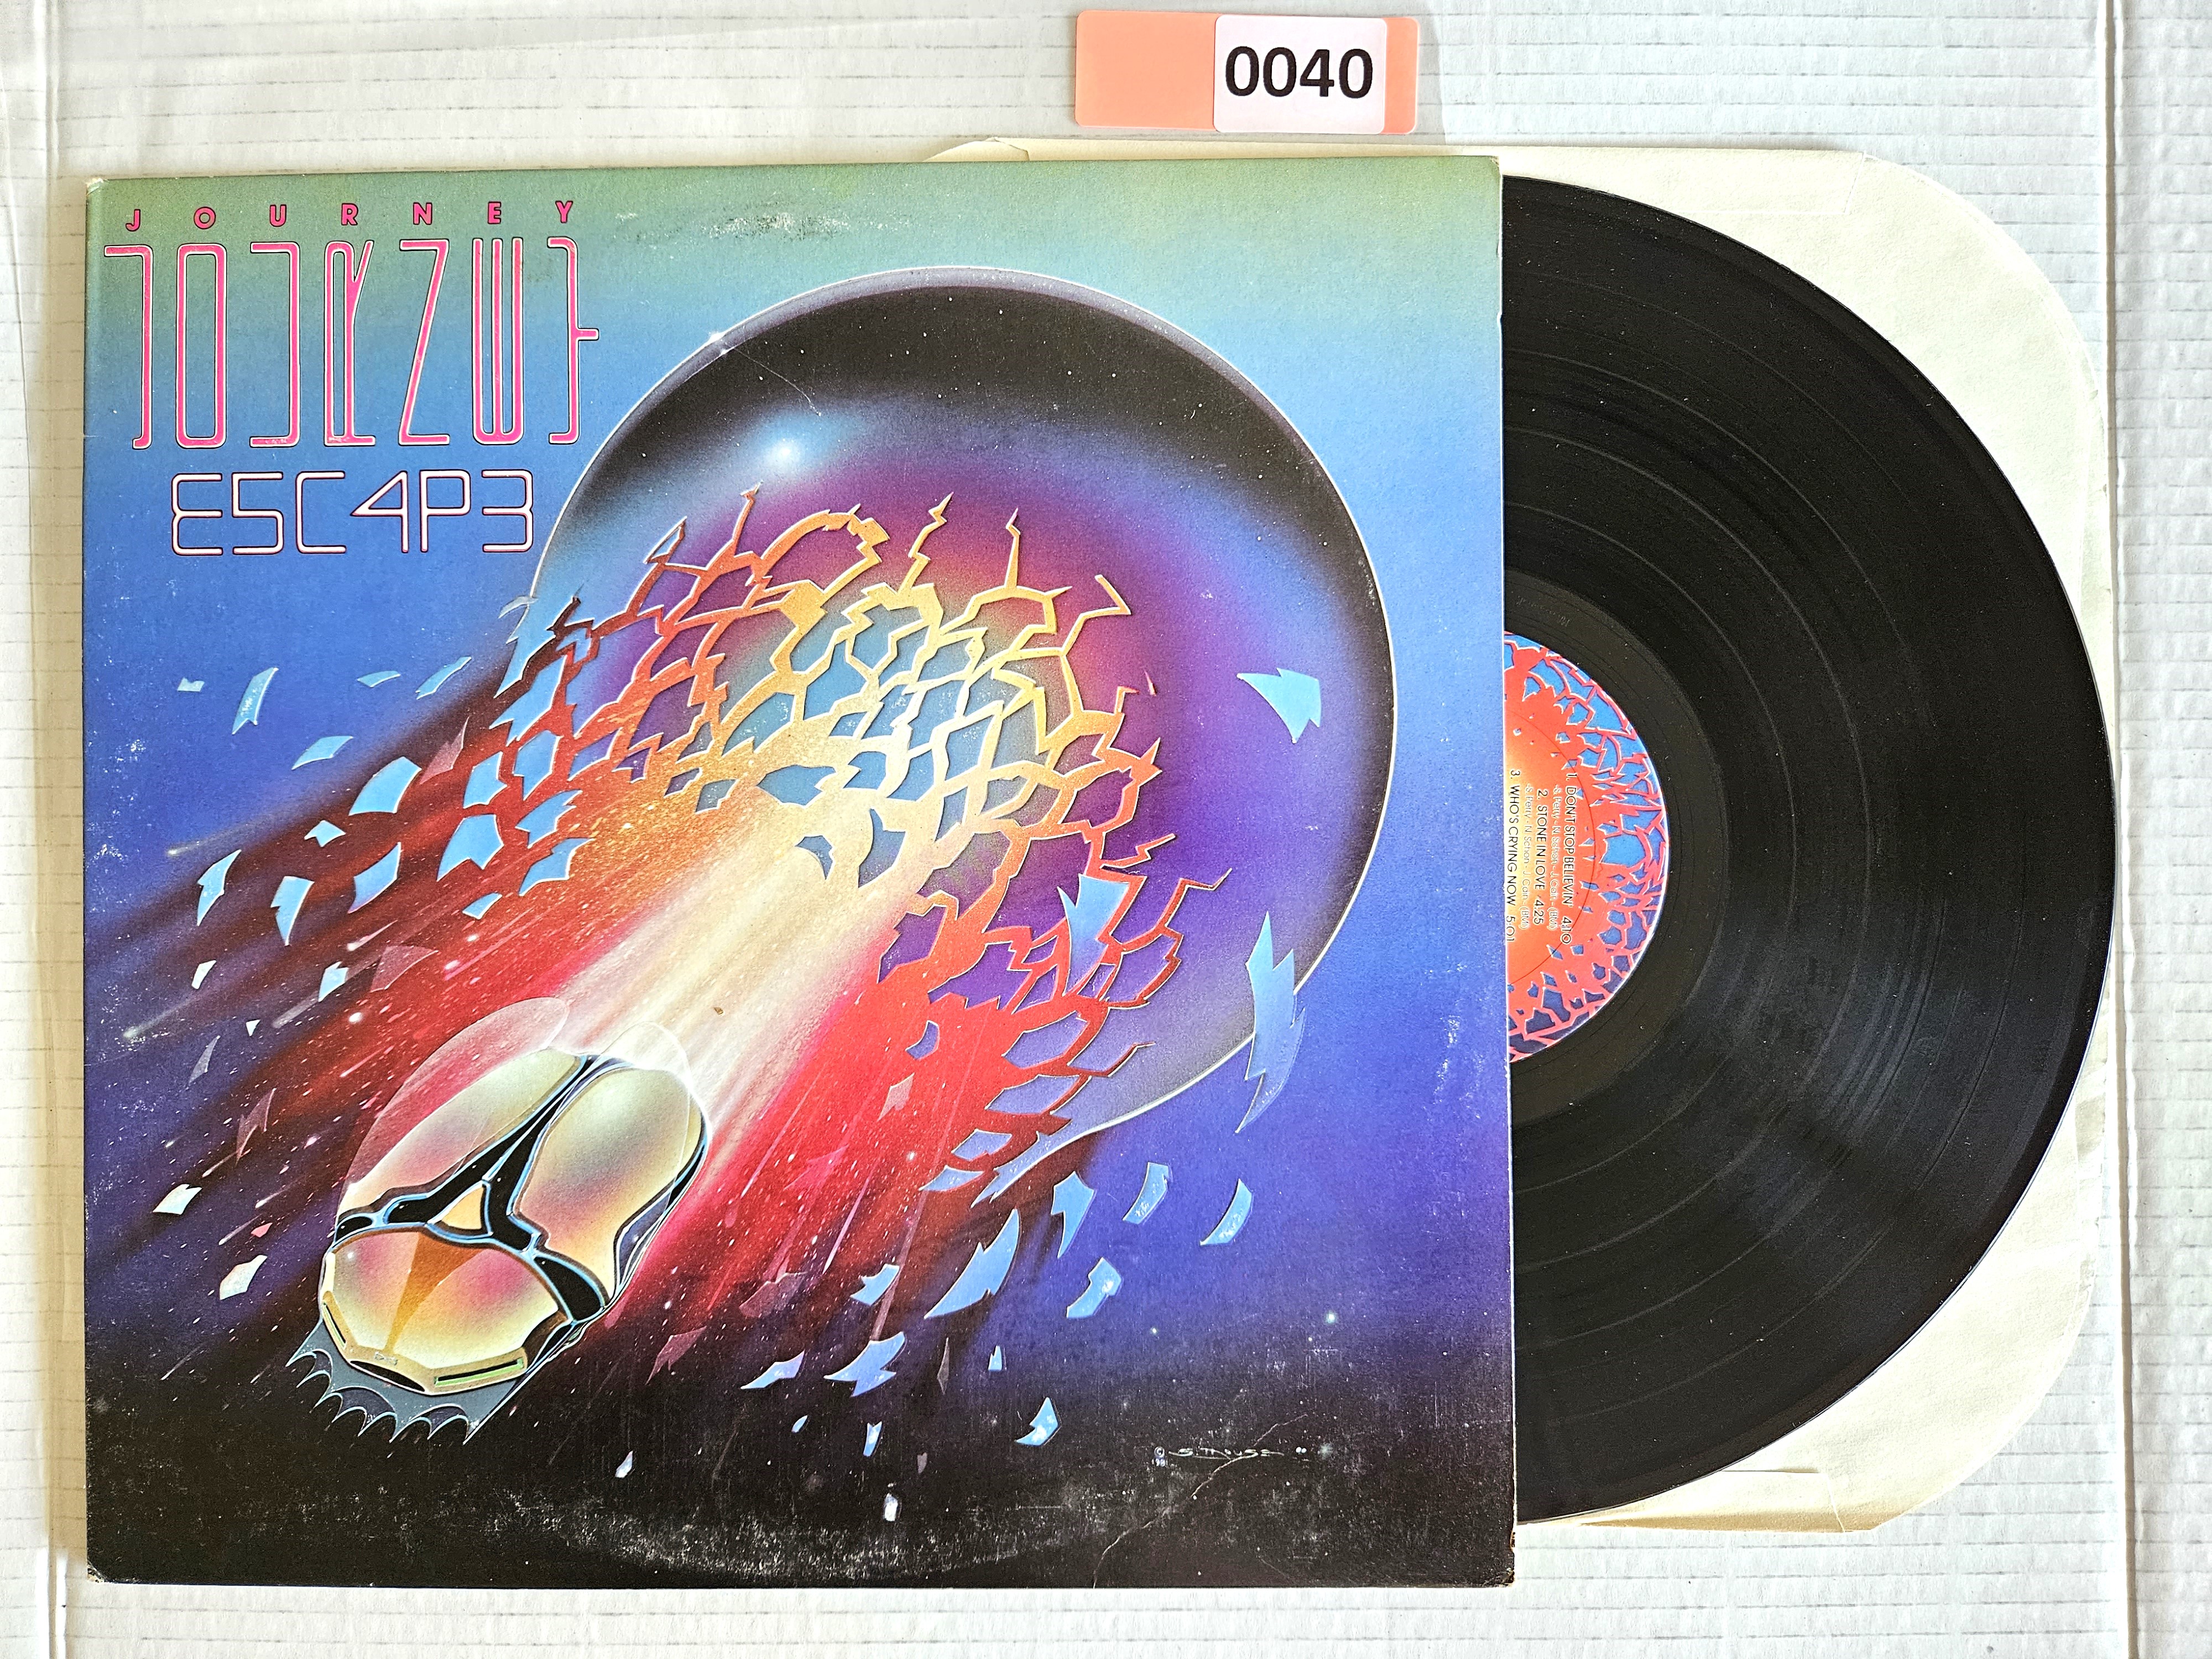 0040
JOURNEY
ESC4P3
© S. MOUSE
1. DON'T STOP BELIEVIN' 4:10
2. STONE IN LOVE 4:25
3. WHO'S CRYING NOW 5:01